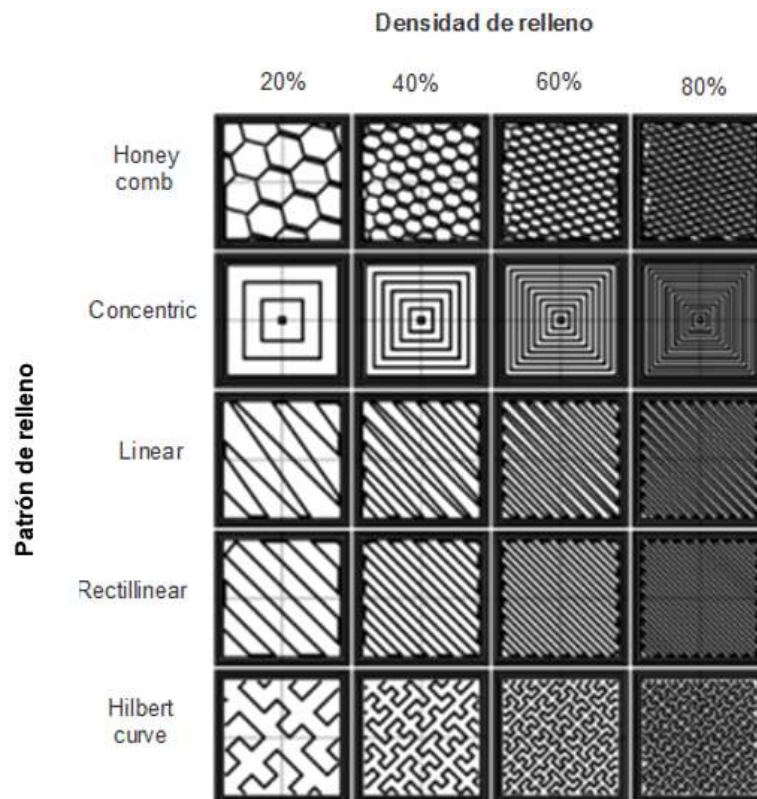 Densidad de relleno
20% 40% 60% 80%
Honey
comb
Concentric
Linear
Patrón de relleno
Rectillinear
Hilbert
curve